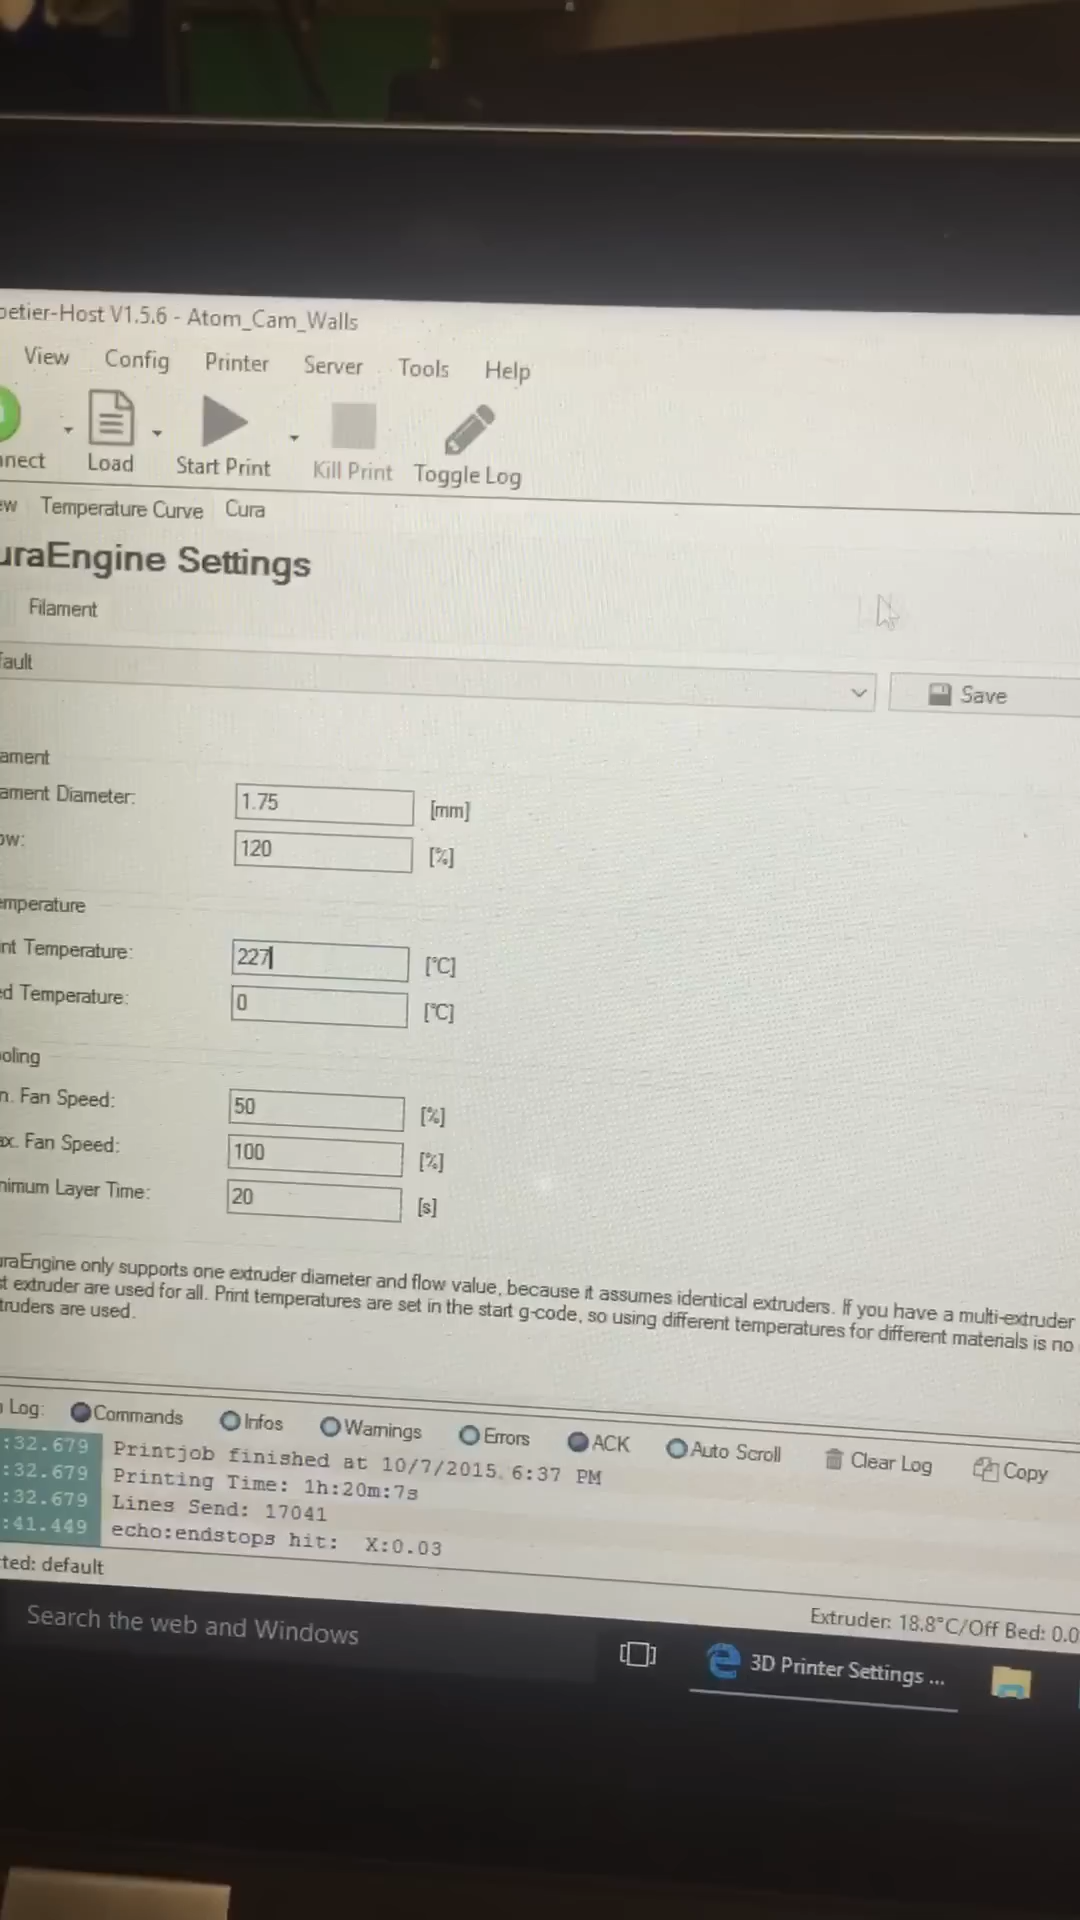 etier-Host V1.5.6 - Atom_Cam_Walls
View Config Printer Server Tools Help
nnect Load Start Print Kill Print Toggle Log
ew Temperature Curve Cura
uraEngine Settings
Filament
fault
Save
ament
ament Diameter: 1.75 [mm]
ow: 120 [%]
emperature
int Temperature: 227 [°C]
ed Temperature: 0 [°C]
oling
n. Fan Speed: 50 [%]
ax. Fan Speed: 100 [%]
nimum Layer Time: 20 [s]
uraEngine only supports one extruder diameter and flow value, because it assumes identical extruders. If you have a multi-extruder
st extruder are used for all. Print temperatures are set in the start g-code, so using different temperatures for different materials is no
truders are used.
Log: Commands Infos Warnings Errors ACK Auto Scroll Clear Log Copy
:32.679 Printjob finished at 10/7/2015 6:37 PM
:32.679 Printing Time: 1h:20m:7s
:32.679 Lines Send: 17041
:41.449 echo:endstops hit: X:0.03
ted: default
Extruder: 18.8°C/Off Bed: 0.0
Search the web and Windows
3D Printer Settings ...